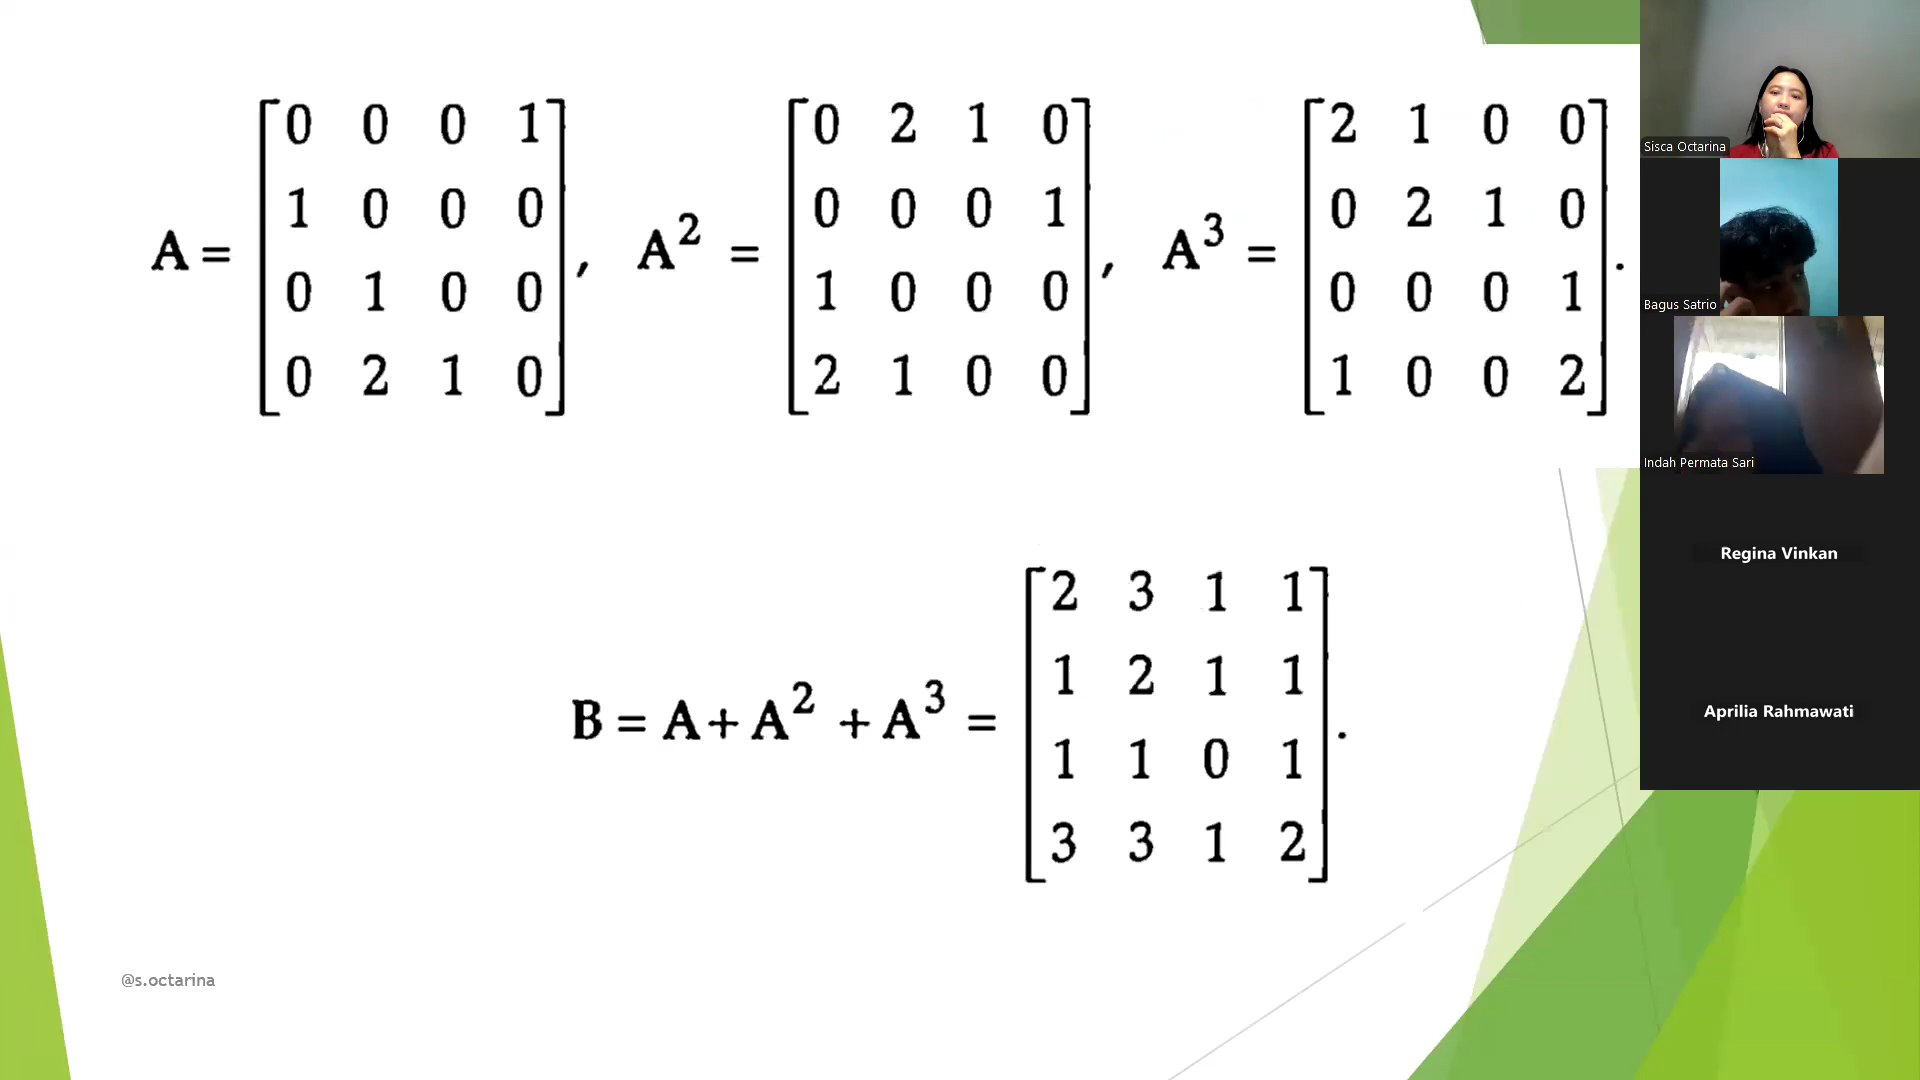 A = [0 0 0 1
1 0 0 0
0 1 0 0
0 2 1 0],
A² = [0 2 1 0
0 0 0 1
1 0 0 0
2 1 0 0],
A³ = [2 1 0 0
0 2 1 0
0 0 0 1
1 0 0 2].
B = A + A² + A³ = [2 3 1 1
1 2 1 1
1 1 0 1
3 3 1 2].
@s.octarina
Sisca Octarina
Bagus Satrio
Indah Permata Sari
Regina Vinkan
Aprilia Rahmawati